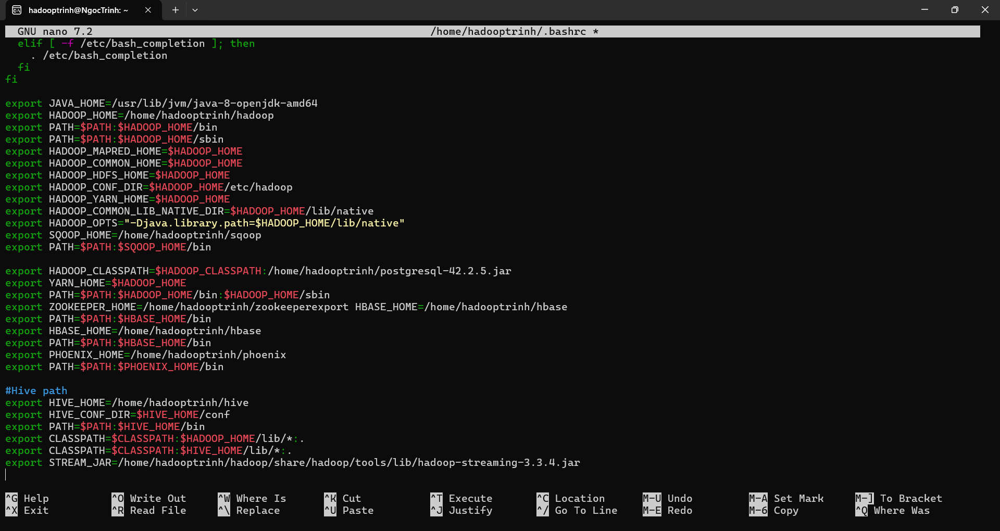 hadooptrinh@NgocTrinh: ~
GNU nano 7.2 /home/hadooptrinh/.bashrc *
  elif [ -f /etc/bash_completion ]; then
    . /etc/bash_completion
  fi
fi
export JAVA_HOME=/usr/lib/jvm/java-8-openjdk-amd64
export HADOOP_HOME=/home/hadooptrinh/hadoop
export PATH=$PATH:$HADOOP_HOME/bin
export PATH=$PATH:$HADOOP_HOME/sbin
export HADOOP_MAPRED_HOME=$HADOOP_HOME
export HADOOP_COMMON_HOME=$HADOOP_HOME
export HADOOP_HDFS_HOME=$HADOOP_HOME
export HADOOP_CONF_DIR=$HADOOP_HOME/etc/hadoop
export HADOOP_YARN_HOME=$HADOOP_HOME
export HADOOP_COMMON_LIB_NATIVE_DIR=$HADOOP_HOME/lib/native
export HADOOP_OPTS="-Djava.library.path=$HADOOP_HOME/lib/native"
export SQOOP_HOME=/home/hadooptrinh/sqoop
export PATH=$PATH:$SQOOP_HOME/bin
export HADOOP_CLASSPATH=$HADOOP_CLASSPATH:/home/hadooptrinh/postgresql-42.2.5.jar
export YARN_HOME=$HADOOP_HOME
export PATH=$PATH:$HADOOP_HOME/bin:$HADOOP_HOME/sbin
export ZOOKEEPER_HOME=/home/hadooptrinh/zookeeperexport HBASE_HOME=/home/hadooptrinh/hbase
export PATH=$PATH:$HBASE_HOME/bin
export HBASE_HOME=/home/hadooptrinh/hbase
export PATH=$PATH:$HBASE_HOME/bin
export PHOENIX_HOME=/home/hadooptrinh/phoenix
export PATH=$PATH:$PHOENIX_HOME/bin
#Hive path
export HIVE_HOME=/home/hadooptrinh/hive
export HIVE_CONF_DIR=$HIVE_HOME/conf
export PATH=$PATH:$HIVE_HOME/bin
export CLASSPATH=$CLASSPATH:$HADOOP_HOME/lib/*:.
export CLASSPATH=$CLASSPATH:$HIVE_HOME/lib/*:.
export STREAM_JAR=/home/hadooptrinh/hadoop/share/hadoop/tools/lib/hadoop-streaming-3.3.4.jar
^G Help ^O Write Out ^W Where Is ^K Cut ^T Execute ^C Location M-U Undo M-A Set Mark M-] To Bracket
^X Exit ^R Read File ^\ Replace ^U Paste ^J Justify ^/ Go To Line M-E Redo M-6 Copy ^Q Where Was